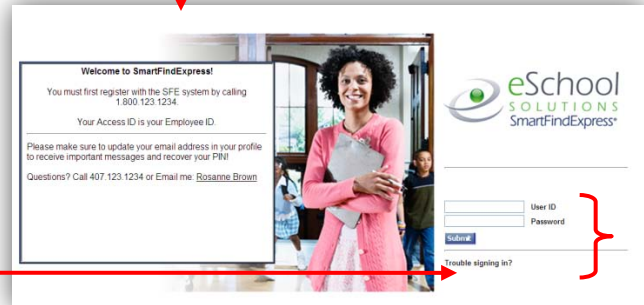 Welcome to SmartFindExpress!
You must first register with the SFE system by calling
1.800.123.1234.
Your Access ID is your Employee ID.
Please make sure to update your email address in your profile
to receive important messages and recover your PIN!
Questions? Call 407.123.1234 or Email me: Rosanne Brown
eSchool
SOLUTIONS
SmartFindExpress
User ID
Password
Submit
Trouble signing in?